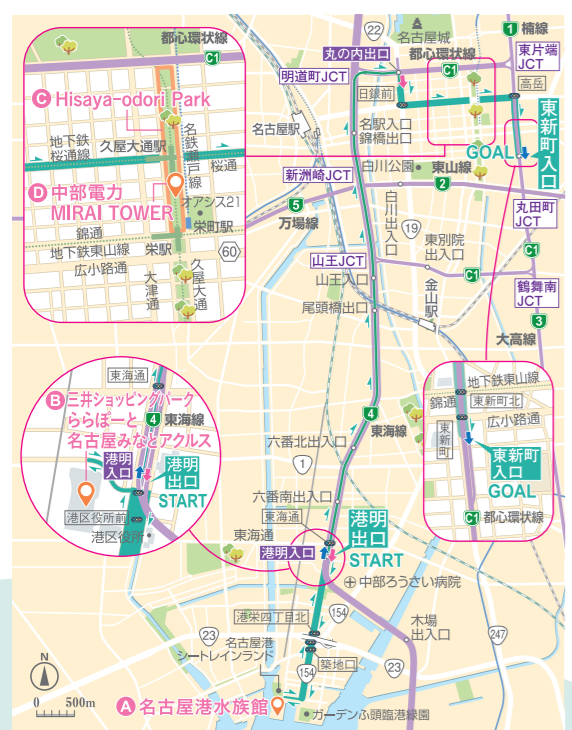 都心環状線
C1
C Hisaya-odori Park
地下鉄
桜通線
久屋大通駅
名鉄瀬戸線
桜通
D 中部電力
MIRAI TOWER
オアシス21
栄町駅
錦通
栄駅
地下鉄東山線
広小路通
60
大津通
久屋大通
22
名古屋城
丸の内出口
都心環状線
C1
1 楠線
東片端
JCT
明道町JCT
日銀前
高岳
名古屋駅
名駅入口
錦橋出口
東新町
入口
GOAL
白川公園
東山線
2
新洲崎JCT
5
万場線
白川出入口
19
丸田町
JCT
東別院
出入口
C1
山王JCT
山王入口
金山駅
鶴舞南
JCT
尾頭橋出口
3
大高線
4
東海線
六番北出入口
1
六番南出入口
東海通
東海通
港明入口
港明
出口
START
中部ろうさい病院
154
港栄四丁目北
木場
出入口
23
名古屋港
シートレインランド
築地口
154
23
247
A 名古屋港水族館
ガーデンふ頭臨港緑園
N
0 500m
東海通
B 三井ショッピングパーク
ららぽーと
名古屋みなとアクルス
4
東海線
港明
入口
港明
出口
START
港区役所前
港区役所
地下鉄東山線
錦通
東新町北
広小路通
東新町
東新町
入口
GOAL
C1
都心環状線